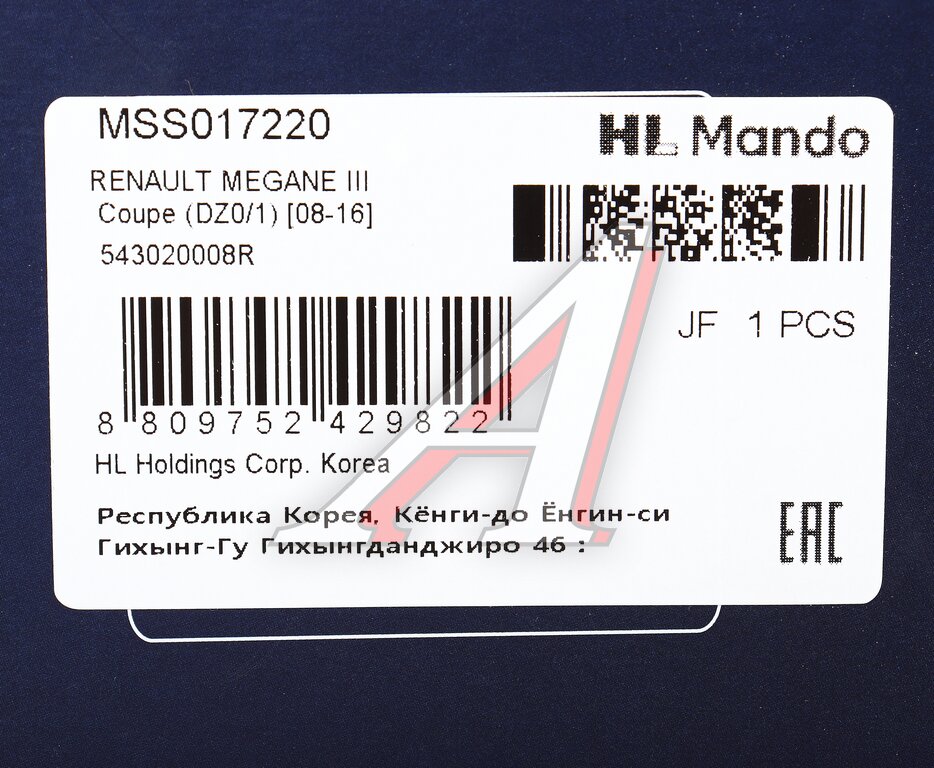 MSS017220
HL Mando
RENAULT MEGANE III
Coupe (DZ0/1) [08-16]
543020008R
JF 1 PCS
8 809752 429822
HL Holdings Corp. Korea
Республика Корея, Кёнги-до Ёнгин-си
Гихынг-Гу Гихынгданджиро 46 :
EAC